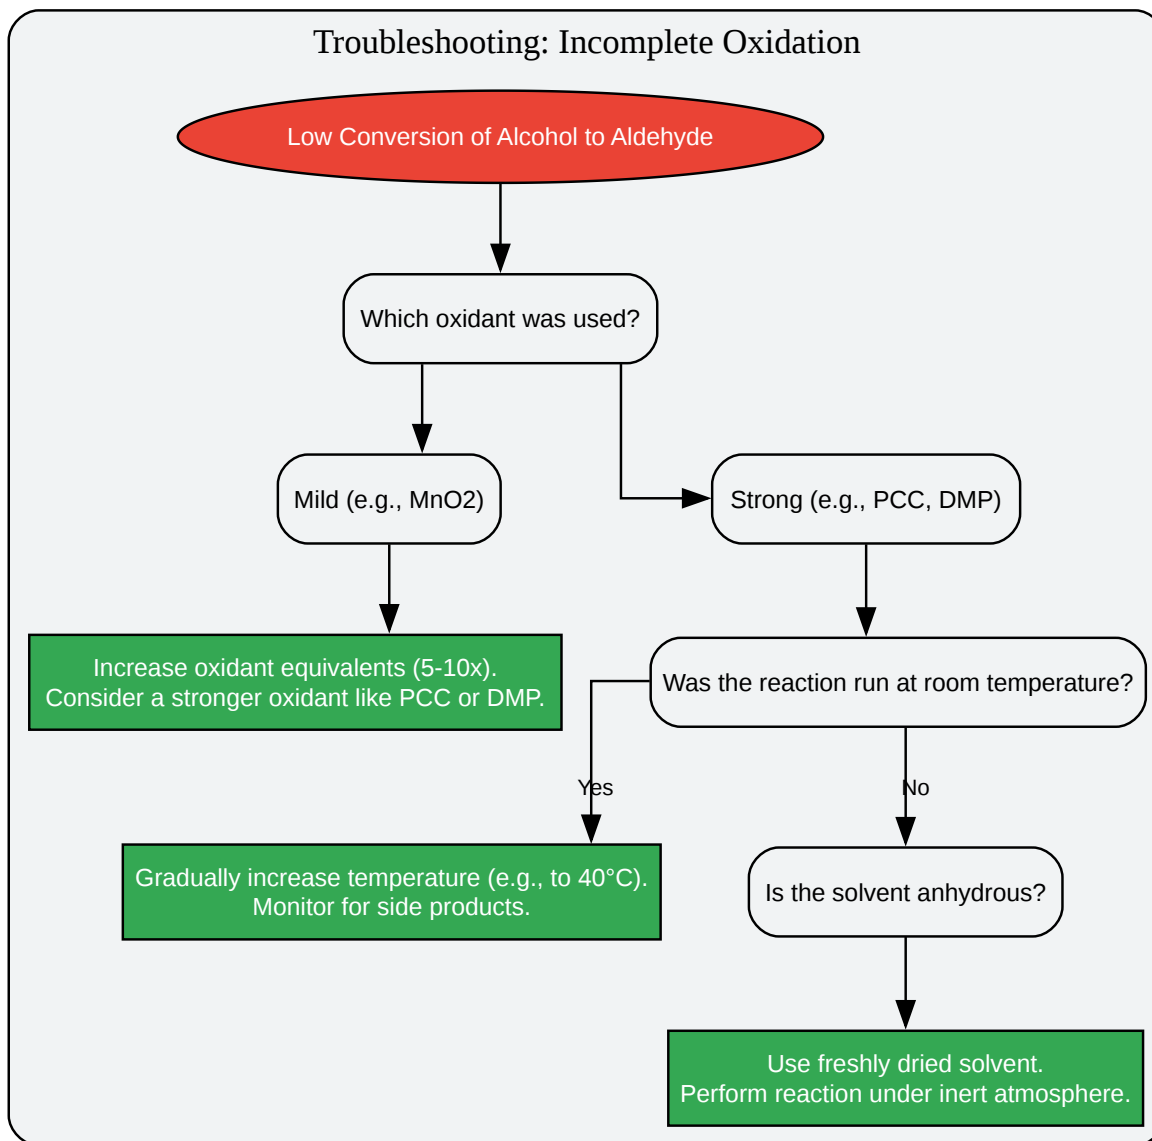 Troubleshooting: Incomplete Oxidation
Low Conversion of Alcohol to Aldehyde
Which oxidant was used?
Mild (e.g., MnO2)
Strong (e.g., PCC, DMP)
Increase oxidant equivalents (5-10x).
Consider a stronger oxidant like PCC or DMP.
Was the reaction run at room temperature?
Yes
No
Gradually increase temperature (e.g., to 40°C).
Monitor for side products.
Is the solvent anhydrous?
Use freshly dried solvent.
Perform reaction under inert atmosphere.